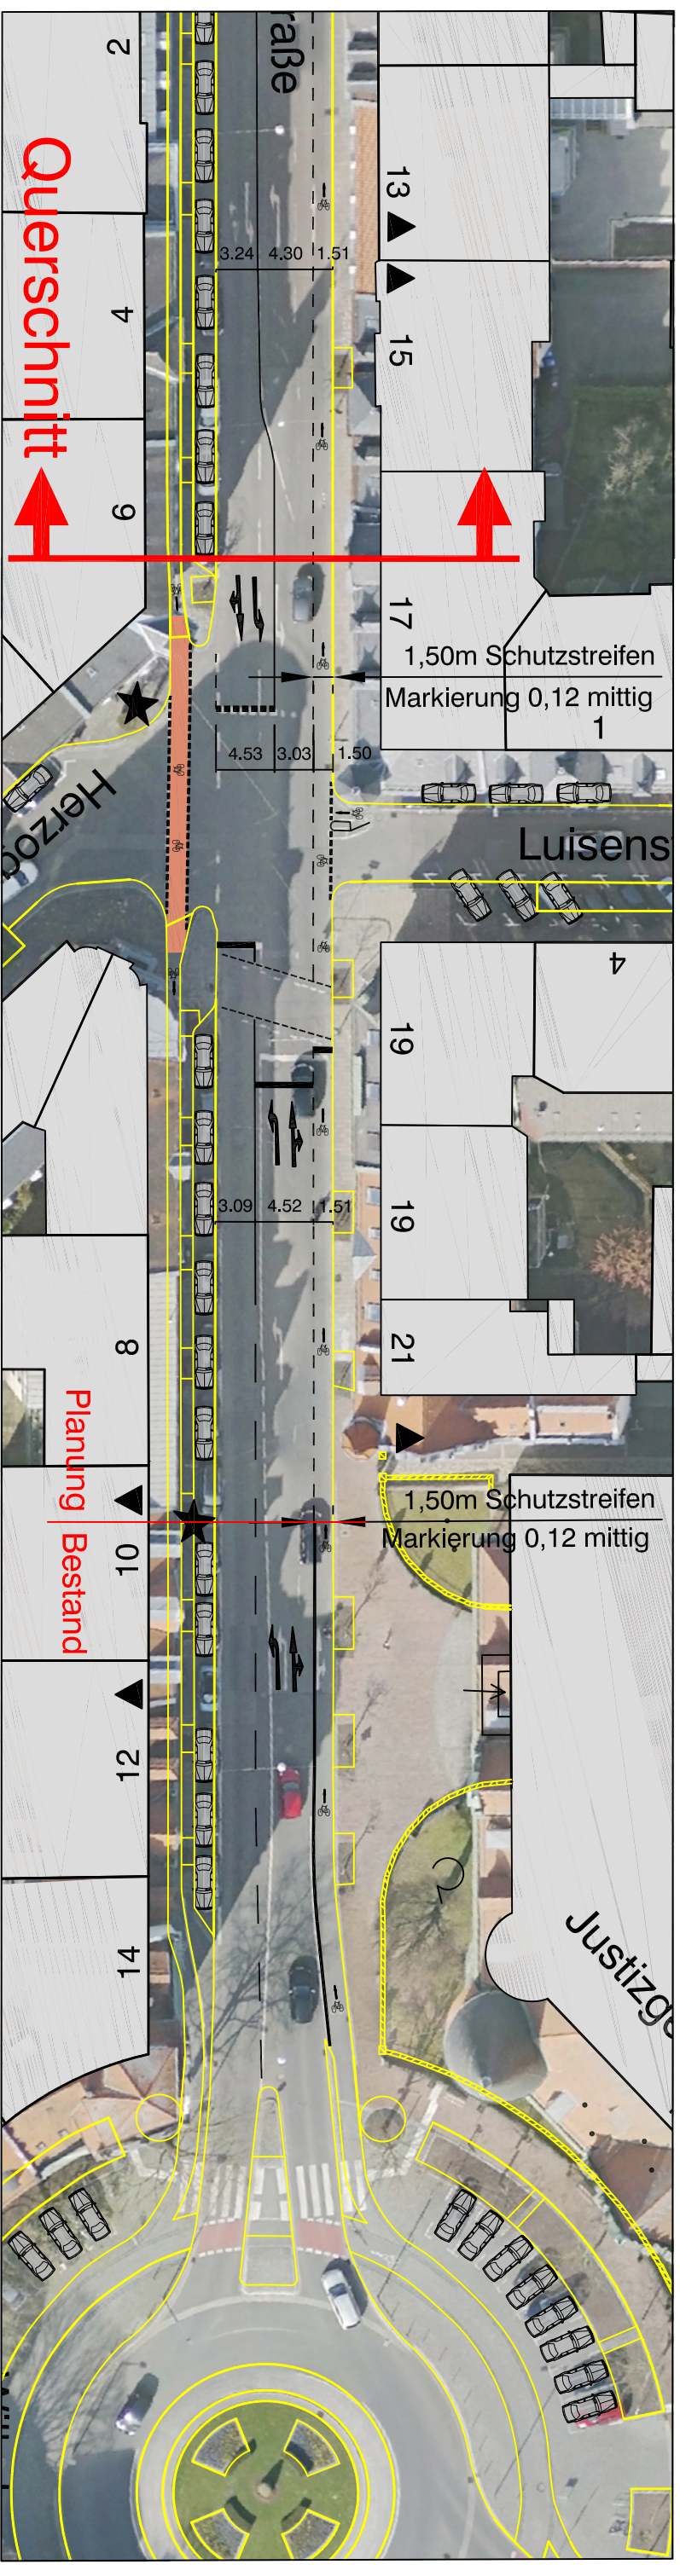 2
raße
13
Querschnitt
3.24 4.30 1.51
4
15
6
17
1,50m Schutzstreifen
Markierung 0,12 mittig
1
4.53 3.03 1.50
Herzog
Luisens
4
19
3.09 4.52 1.51
19
8
21
Planung Bestand
1,50m Schutzstreifen
Markierung 0,12 mittig
10
12
2
14
Justizge